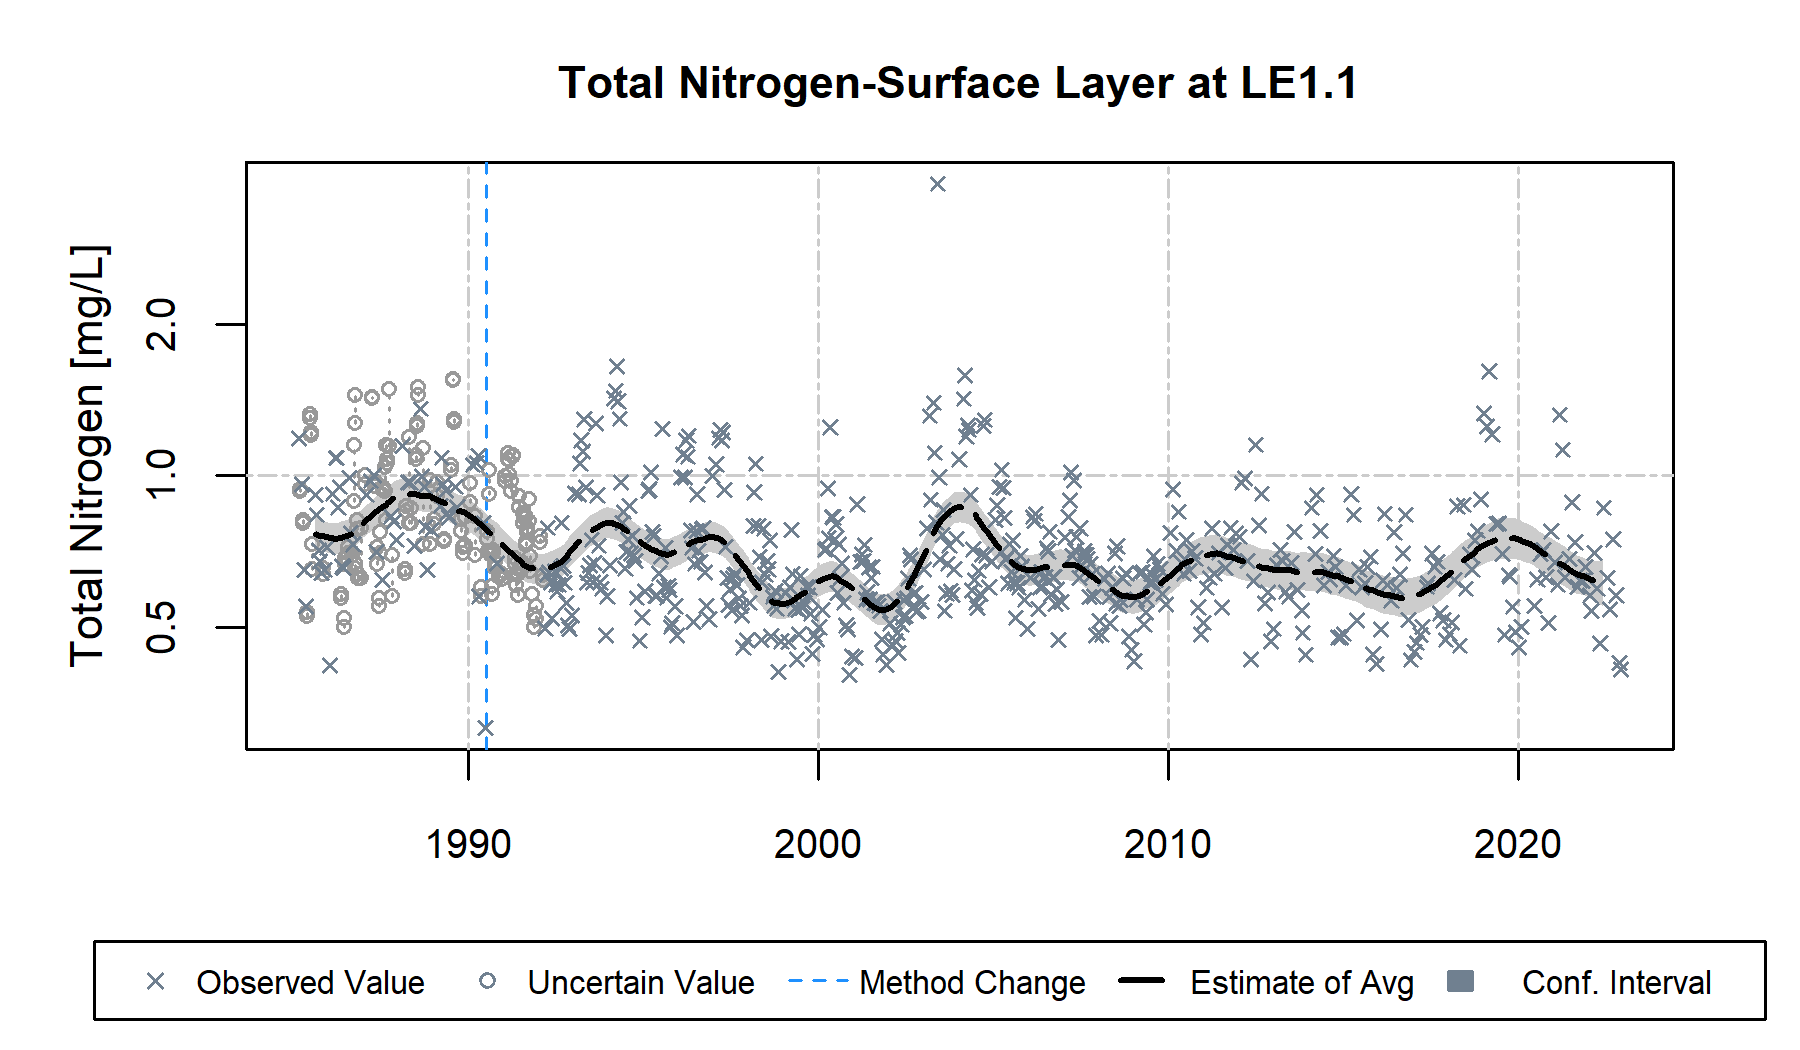 Total Nitrogen-Surface Layer at LE1.1
Total Nitrogen [mg/L]
2.0
1.0
0.5
1990 2000 2010 2020
Observed Value Uncertain Value Method Change Estimate of Avg Conf. Interval